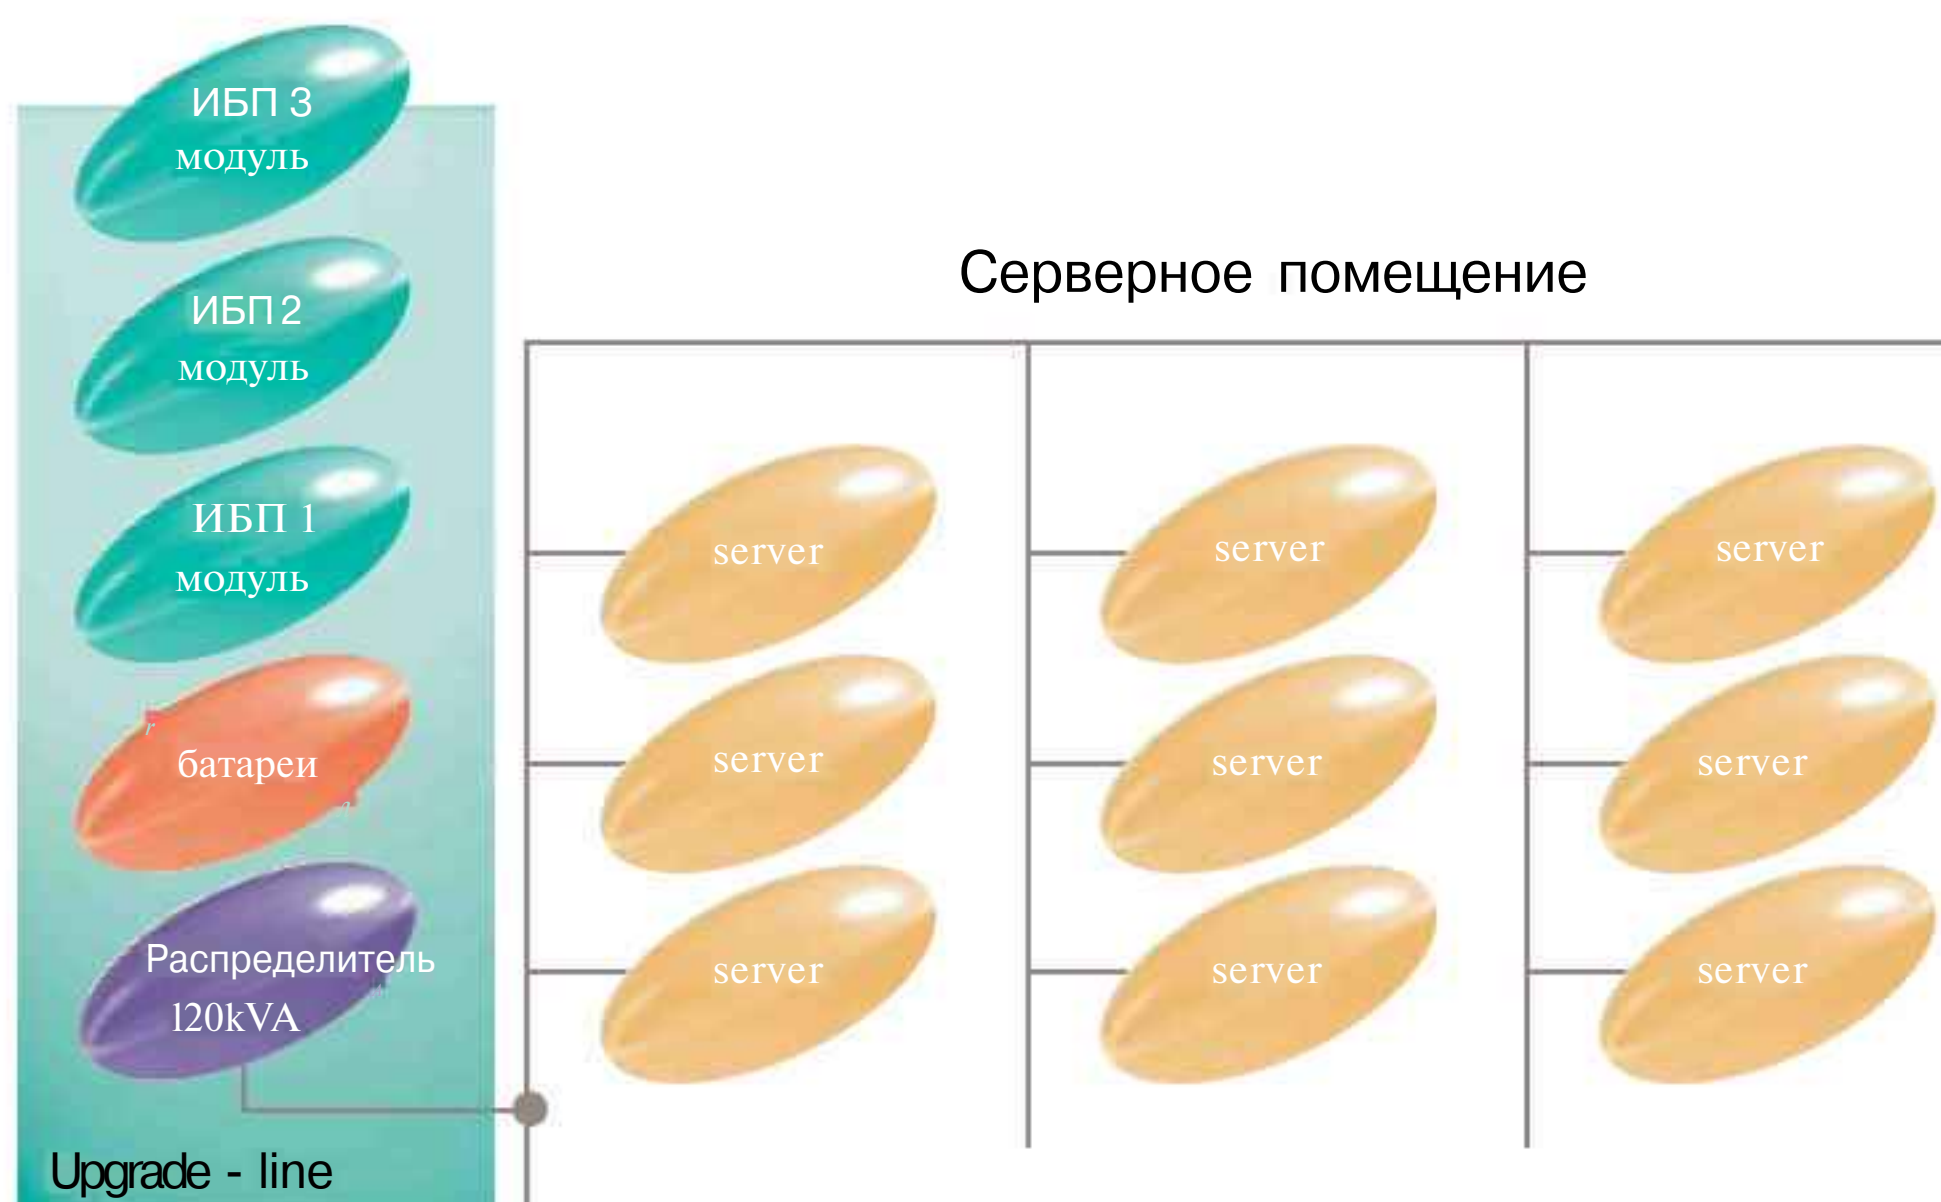 ИБП 3
модуль
ИБП 2
модуль
ИБП 1
модуль
батареи
Распределитель
120kVA
Upgrade - line
Серверное помещение
server server server
server server server
server server server